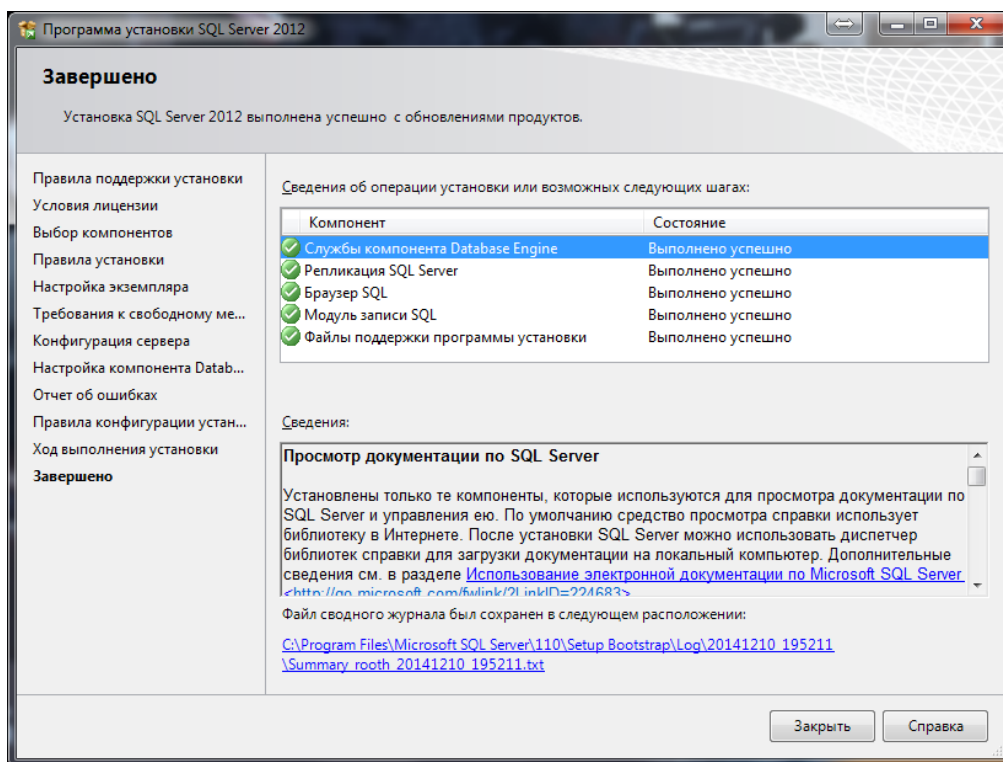 Программа установки SQL Server 2012
Завершено
Установка SQL Server 2012 выполнена успешно с обновлениями продуктов.
Правила поддержки установки
Условия лицензии
Выбор компонентов
Правила установки
Настройка экземпляра
Требования к свободному ме...
Конфигурация сервера
Настройка компонента Datab...
Отчет об ошибках
Правила конфигурации устан...
Ход выполнения установки
Завершено
Сведения об операции установки или возможных следующих шагах:
Компонент Состояние
Службы компонента Database Engine Выполнено успешно
Репликация SQL Server Выполнено успешно
Браузер SQL Выполнено успешно
Модуль записи SQL Выполнено успешно
Файлы поддержки программы установки Выполнено успешно
Сведения:
Просмотр документации по SQL Server
Установлены только те компоненты, которые используются для просмотра документации по
SQL Server и управления ею. По умолчанию средство просмотра справки использует
библиотеку в Интернете. После установки SQL Server можно использовать диспетчер
библиотек справки для загрузки документации на локальный компьютер. Дополнительные
сведения см. в разделе Использование электронной документации по Microsoft SQL Server
<http://go.microsoft.com/fwlink/?LinkID=224683>
Файл сводного журнала был сохранен в следующем расположении:
C:\Program Files\Microsoft SQL Server\110\Setup Bootstrap\Log\20141210_195211
\Summary_rooth_20141210_195211.txt
Закрыть Справка